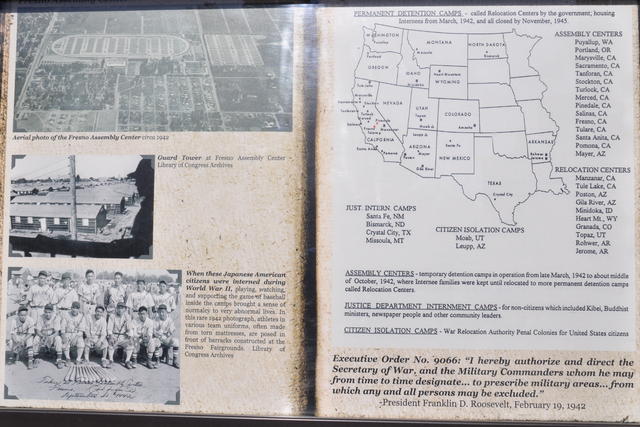 Aerial photo of the Fresno Assembly Center circa 1942
Guard Tower at Fresno Assembly Center -
Library of Congress Archives
When these Japanese American
citizens were interned during
World War II, playing, watching,
and supporting the game of baseball
inside the camps brought a sense of
normalcy to very abnormal lives. In
this rare 1942 photograph, athletes in
various team uniforms, often made
from torn mattresses, are posed in
front of barracks constructed at the
Fresno Fairgrounds. Library of
Congress Archives
PERMANENT DETENTION CAMPS - called Relocation Centers by the government; housing
Internees from March, 1942, and all closed by November, 1945.
WASHINGTON
MONTANA
NORTH DAKOTA
OREGON
IDAHO
WYOMING
NEVADA
UTAH
COLORADO
CALIFORNIA
ARIZONA
NEW MEXICO
ARKANSAS
TEXAS
Crystal City
ASSEMBLY CENTERS
Puyallup, WA
Portland, OR
Marysville, CA
Sacramento, CA
Tanforan, CA
Stockton, CA
Turlock, CA
Merced, CA
Pinedale, CA
Salinas, CA
Fresno, CA
Tulare, CA
Santa Anita, CA
Pomona, CA
Mayer, AZ
RELOCATION CENTERS
Manzanar, CA
Tule Lake, CA
Poston, AZ
Gila River, AZ
Minidoka, ID
Heart Mt., WY
Granada, CO
Topaz, UT
Rohwer, AR
Jerome, AR
JUST. INTERN. CAMPS
Santa Fe, NM
Bismarck, ND
Crystal City, TX
Missoula, MT
CITIZEN ISOLATION CAMPS
Moab, UT
Leupp, AZ
ASSEMBLY CENTERS - temporary detention camps in operation from late March, 1942 to about middle
of October, 1942, where Internee families were kept until relocated to more permanent detention camps
called Relocation Centers.
JUSTICE DEPARTMENT INTERNMENT CAMPS - for non-citizens which included Kibei, Buddhist
ministers, newspaper people and other community leaders
CITIZEN ISOLATION CAMPS - War Relocation Authority Penal Colonies for United States citizens
Executive Order No. 9066: “I hereby authorize and direct the
Secretary of War, and the Military Commanders whom he may
from time to time designate... to prescribe military areas...from
which any and all persons may be excluded.”
-President Franklin D. Roosevelt, February 19, 1942